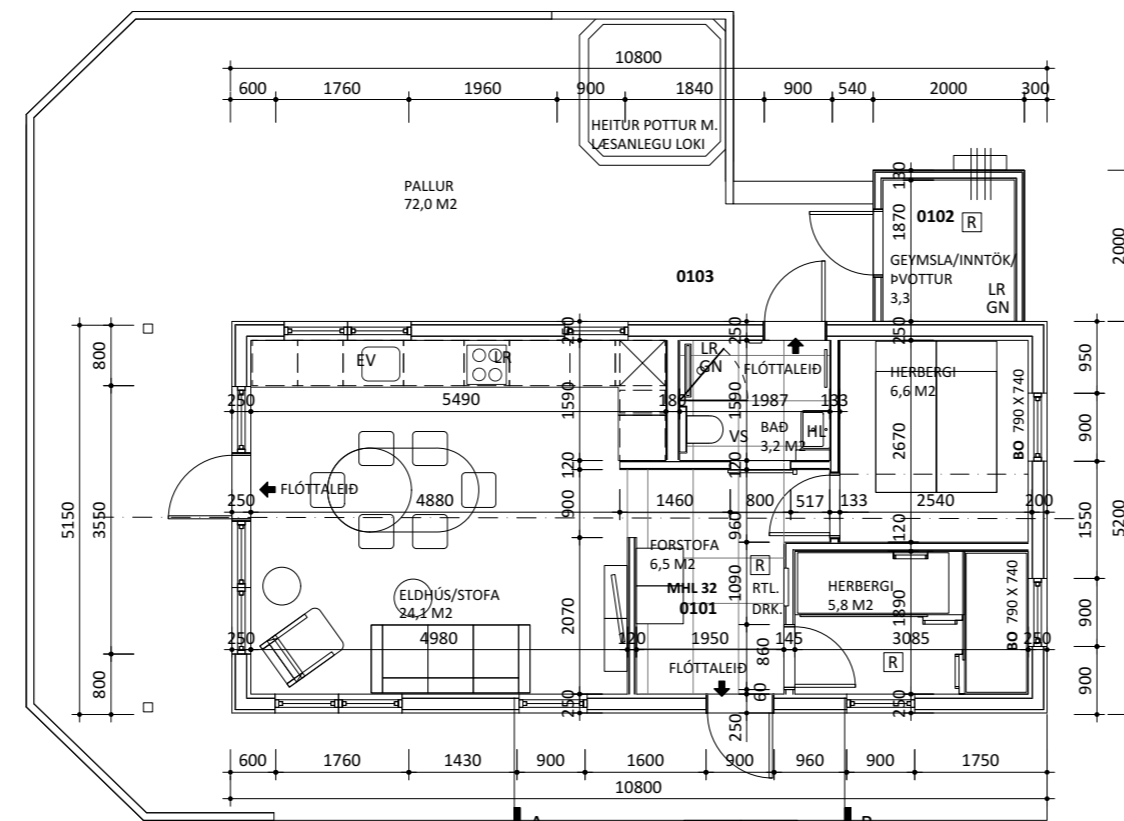 10800
600 1760 1960 900 1840 900 540 2000 300
HEITUR POTTUR M.
LÆSANLEGU LOKI
PALLUR
72,0 M2
130
1870
0102
R
GEYMSLA/INNTÖK/
ÞVOTTUR
3,3
LR
GN
2000
0103
250
250
250
800
EV
LR
LR
GN
FLÓTTALEIÐ
HERBERGI
6,6 M2
950
250
5490
1590
186
1590
1987
133
VS
BAÐ
3,2 M2
HL
2670
BO 790 X 740
900
120
120
FLÓTTALEIÐ
250
4880
900
1460
800
517
133
2540
200
5150
3550
960
120
1550
5200
FORSTOFA
6,5 M2
R
MHL 32
0101
RTL.
DRK.
1090
HERBERGI
5,8 M2
1890
BO 790 X 740
900
ELDHÚS/STOFA
24,1 M2
2070
250
4980
120
1950
145
860
3085
250
R
FLÓTTALEIÐ
800
60
900
250
250
250
600 1760 1430 900 1600 900 960 900 1750
10800